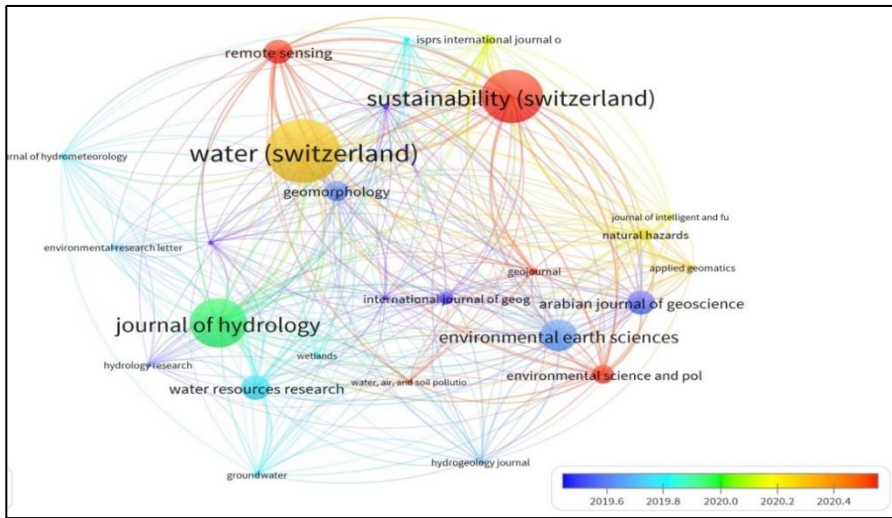 isprs international journal o
remote sensing
sustainability (switzerland)
water (switzerland)
urnal of hydrometeorology
geomorphology
journal of intelligent and fu
natural hazards
environmental research letter
geojournal
applied geomatics
international journal of geog
arabian journal of geoscience
journal of hydrology
environmental earth sciences
wetlands
hydrology research
water resources research
water, air, and soil pollutio
environmental science and pol
hydrogeology journal
groundwater
2019.6 2019.8 2020.0 2020.2 2020.4